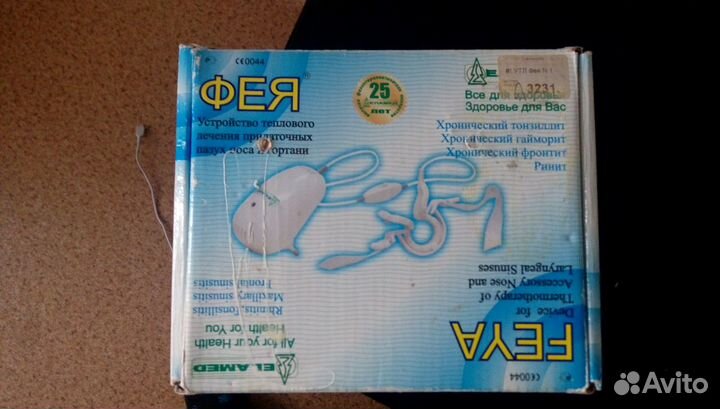 CE0044
ФЕЯ®
Устройство теплового
лечения придаточных
пазух носа и гортани
25
ЛЕТ
3231
Все для здоровья
Здоровье для Вас
Хронический тонзиллит
Хронический гайморит
Хронический фронтит
Ринит
CE0044
FEYA
Device for
Thermotherapy of
Accessory Nose and
Laryngeal Sinuses
ELAMED
All for your Health
Health for You
Rhinitis, Tonsillitis
Maxillary sinusitis
Frontal sinusitis
Avito